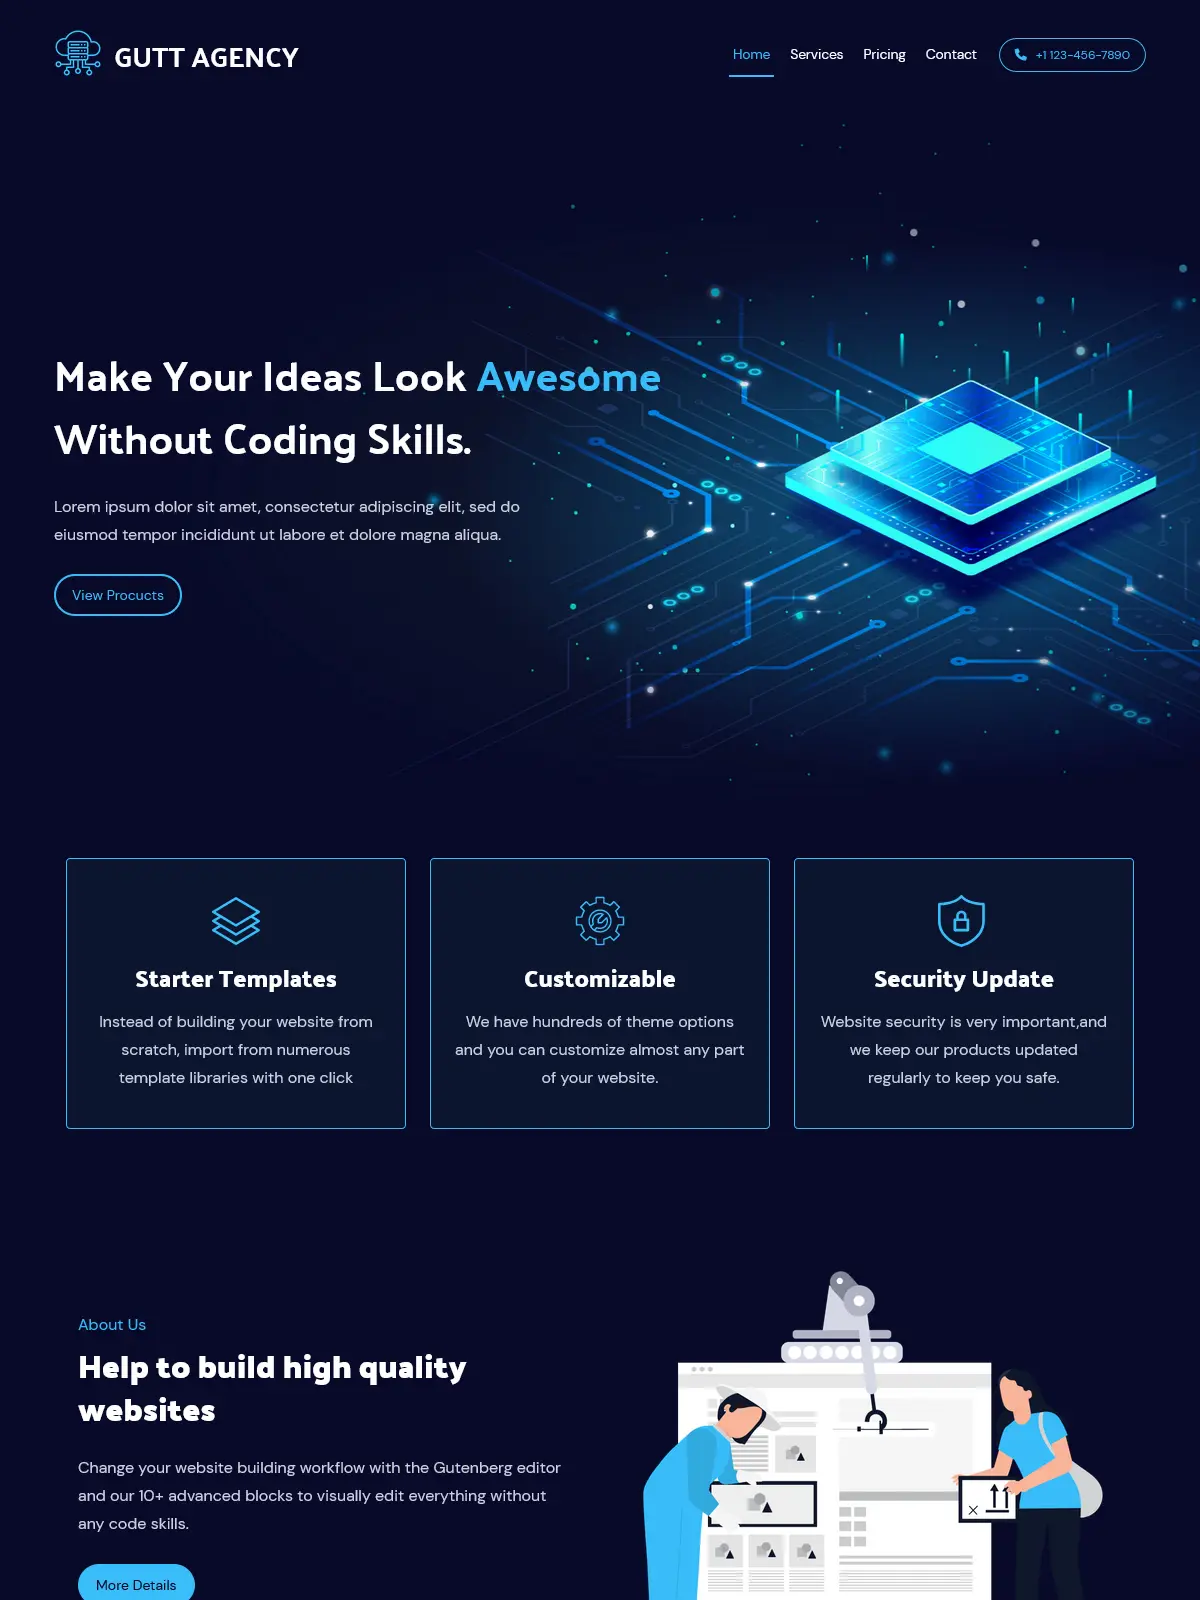 GUTT AGENCY
Home Services Pricing Contact +1 123-456-7890
Make Your Ideas Look Awesome
Without Coding Skills.
Lorem ipsum dolor sit amet, consectetur adipiscing elit, sed do
eiusmod tempor incididunt ut labore et dolore magna aliqua.
View Procucts
Starter Templates
Instead of building your website from
scratch, import from numerous
template libraries with one click
Customizable
We have hundreds of theme options
and you can customize almost any part
of your website.
Security Update
Website security is very important,and
we keep our products updated
regularly to keep you safe.
About Us
Help to build high quality
websites
Change your website building workflow with the Gutenberg editor
and our 10+ advanced blocks to visually edit everything without
any code skills.
More Details